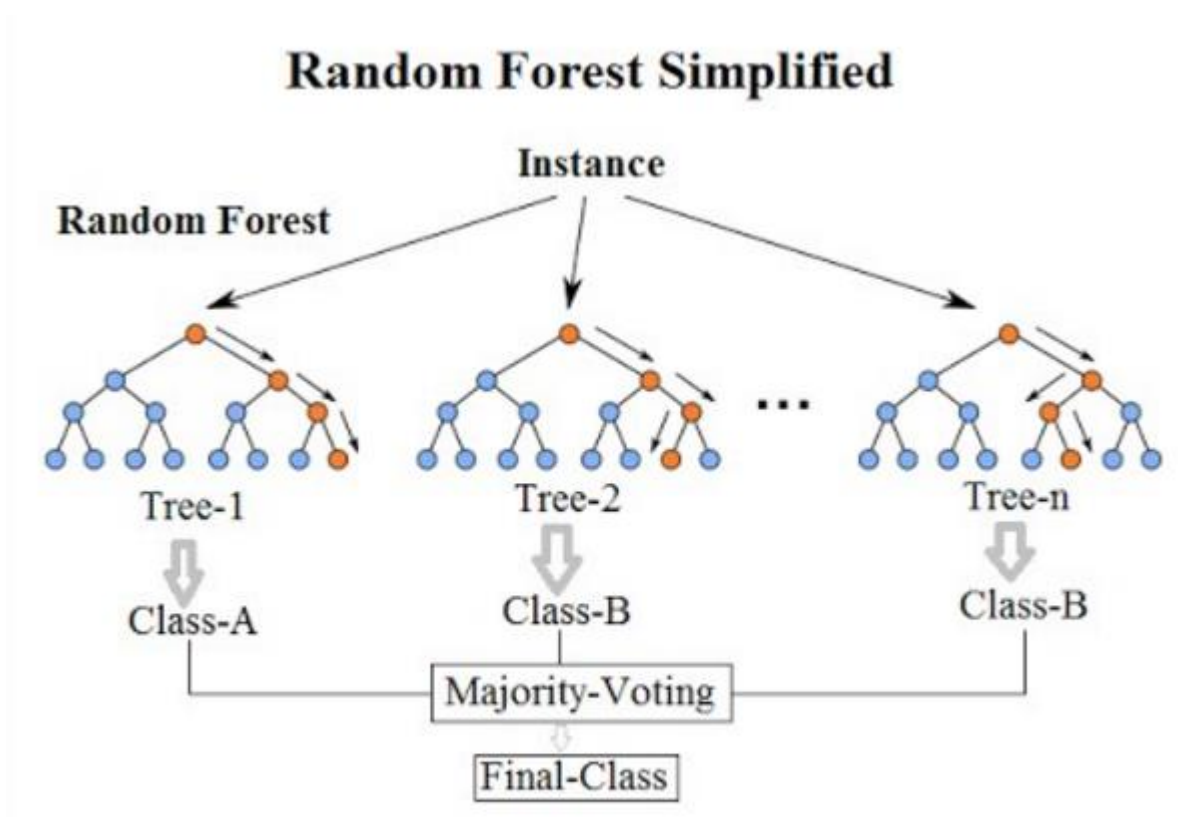 Random Forest Simplified
Instance
Random Forest
...
Tree-1
Tree-2
Tree-n
Class-A
Class-B
Class-B
Majority-Voting
Final-Class